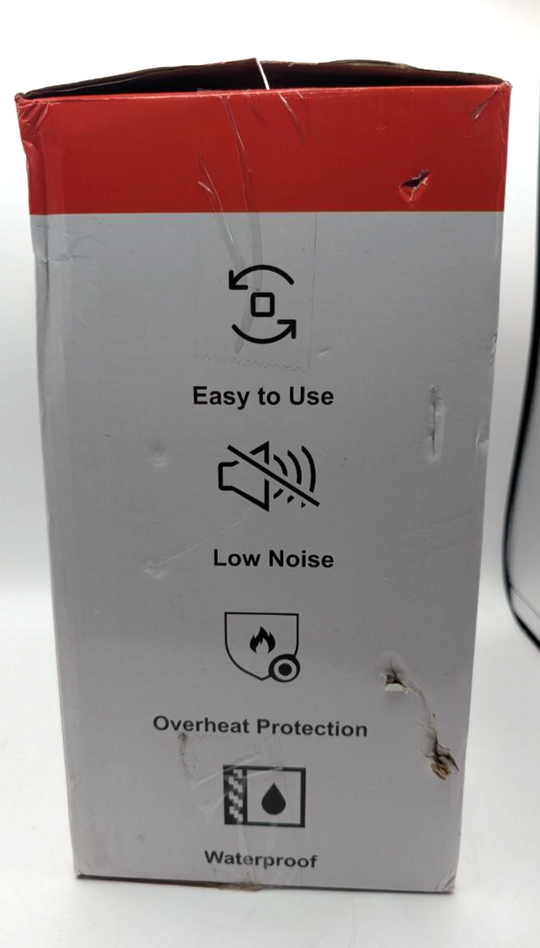 Easy to Use
Low Noise
Overheat Protection
Waterproof